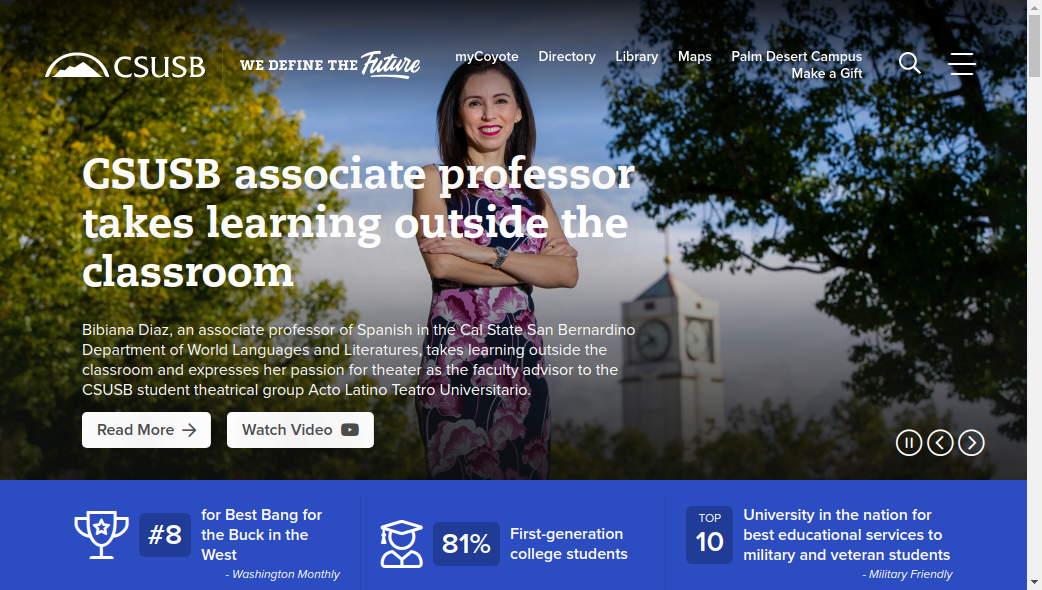 CSUSB
WE DEFINE THE Future
myCoyote Directory Library Maps Palm Desert Campus
Make a Gift
CSUSB associate professor
takes learning outside the
classroom
Bibiana Diaz, an associate professor of Spanish in the Cal State San Bernardino
Department of World Languages and Literatures, takes learning outside the
classroom and expresses her passion for theater as the faculty advisor to the
CSUSB student theatrical group Acto Latino Teatro Universitario.
Read More
Watch Video
#8
for Best Bang for
the Buck in the
West
- Washington Monthly
81%
First-generation
college students
TOP
10
University in the nation for
best educational services to
military and veteran students
- Military Friendly